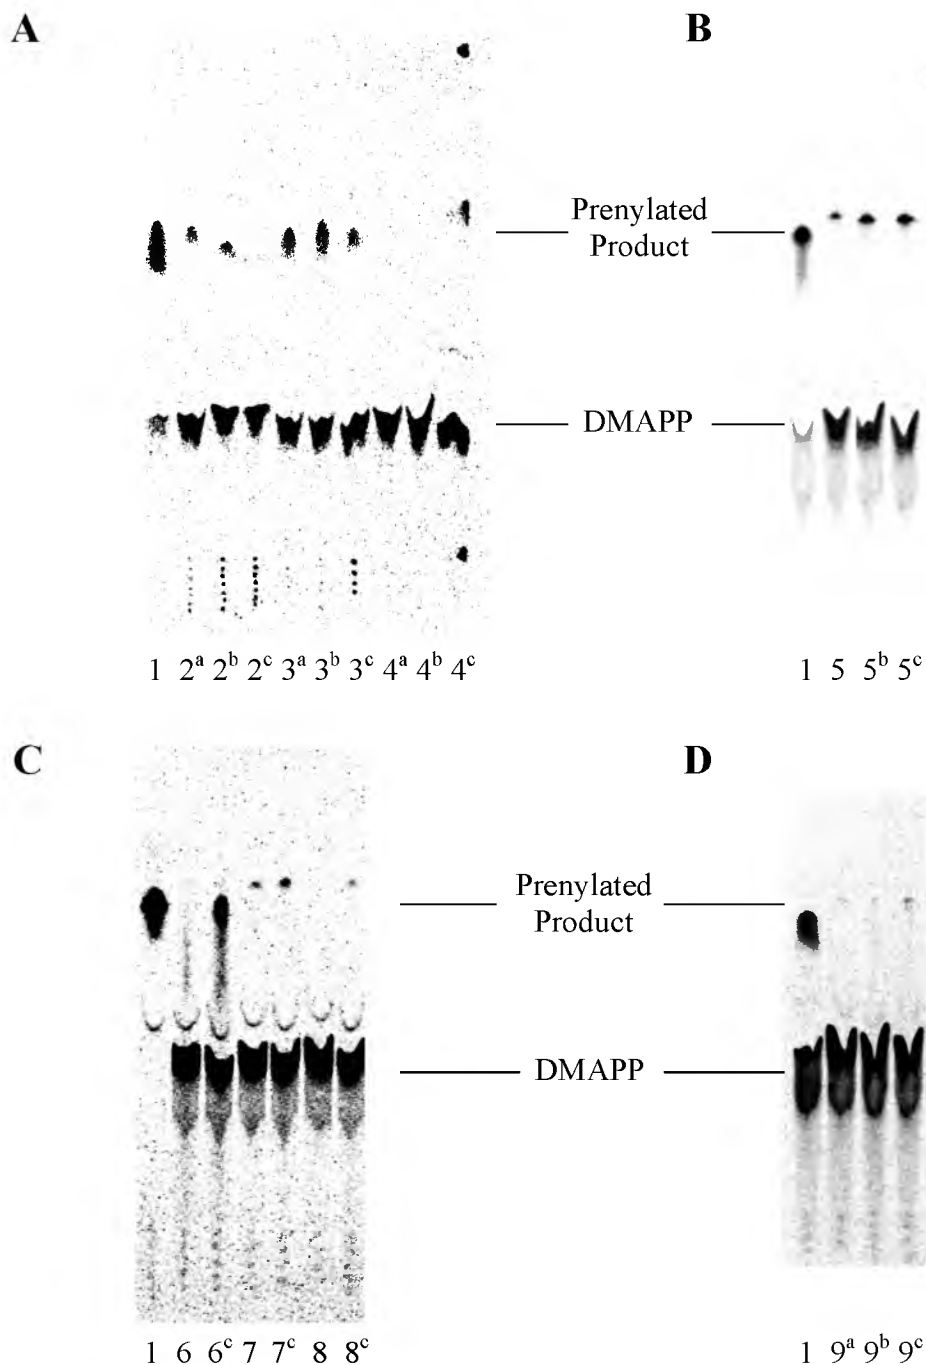 A
B
Prenylated
Product
DMAPP
1 2ᵃ 2ᵇ 2ᶜ 3ᵃ 3ᵇ 3ᶜ 4ᵃ 4ᵇ 4ᶜ
1 5 5ᵇ 5ᶜ
C
D
Prenylated
Product
DMAPP
1 6 6ᶜ 7 7ᶜ 8 8ᶜ
1 9ᵃ 9ᵇ 9ᶜ